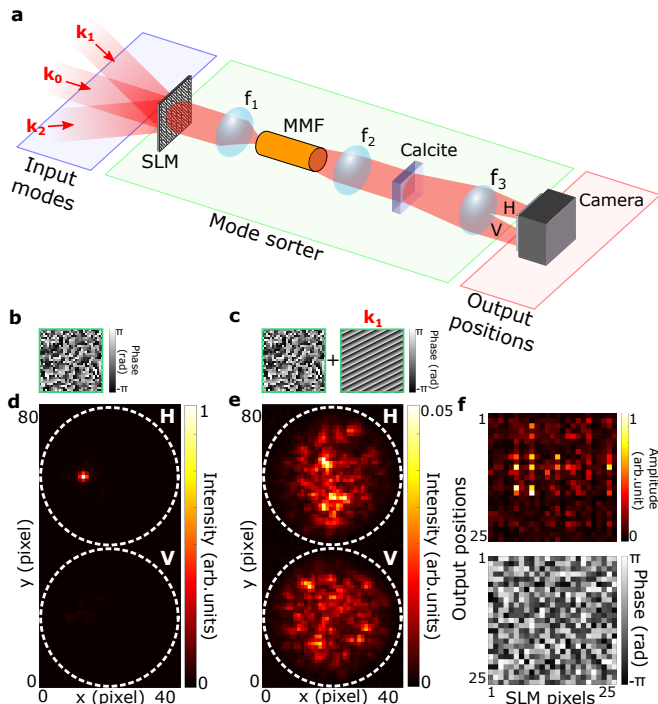 a
k1
k0
k2
Input
modes
SLM
f1
MMF
f2
Calcite
f3
H
V
Camera
Mode sorter
Output
positions
b
π
Phase
(rad)
-π
c
k1
+
π
Phase
(rad)
-π
d
80
H
V
y (pixel)
0
0
x (pixel)
40
1
Intensity (arb.units)
0
e
80
H
V
y (pixel)
0
0
x (pixel)
40
0.05
Intensity (arb.units)
0
f
1
25
1
Amplitude
(arb.unit)
0
Output positions
1
25
π
Phase (rad)
-π
1
SLM pixels
25